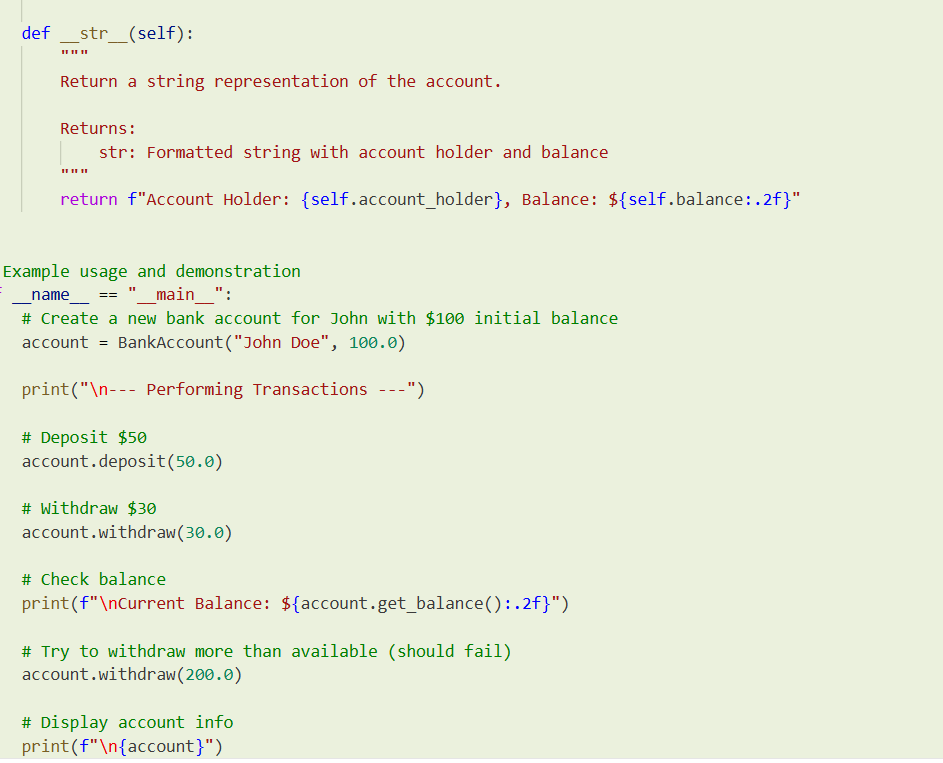 def __str__(self):
"""
Return a string representation of the account.
Returns:
str: Formatted string with account holder and balance
"""
return f"Account Holder: {self.account_holder}, Balance: ${self.balance:.2f}"
Example usage and demonstration
__name__ == "__main__":
# Create a new bank account for John with $100 initial balance
account = BankAccount("John Doe", 100.0)
print("\n--- Performing Transactions ---")
# Deposit $50
account.deposit(50.0)
# Withdraw $30
account.withdraw(30.0)
# Check balance
print(f"\nCurrent Balance: ${account.get_balance():.2f}")
# Try to withdraw more than available (should fail)
account.withdraw(200.0)
# Display account info
print(f"\n{account}")